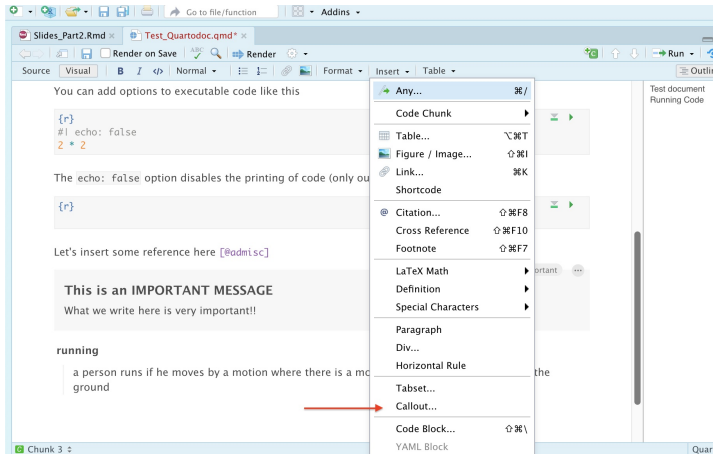 Go to file/function
Addins
Slides_Part2.Rmd
Test_Quartodoc.qmd*
Render on Save
ABC
Render
Run
Source
Visual
B
I
</>
Normal
Format
Insert
Table
You can add options to executable code like this
{r}
#| echo: false
2 * 2
The echo: false option disables the printing of code (only ou
{r}
Let's insert some reference here [@admisc]
ortant
This is an IMPORTANT MESSAGE
What we write here is very important!!
running
a person runs if he moves by a motion where there is a mo
the
ground
Any... ⌘/
Code Chunk
Table... ⌥⌘T
Figure / Image... ⇧⌘I
Link... ⌘K
Shortcode
@ Citation... ⇧⌘F8
Cross Reference ⇧⌘F10
Footnote ⇧⌘F7
LaTeX Math
Definition
Special Characters
Paragraph
Div...
Horizontal Rule
Tabset...
Callout...
Code Block... ⇧⌘\
YAML Block
Outlin
Test document
Running Code
C Chunk 3
Quar